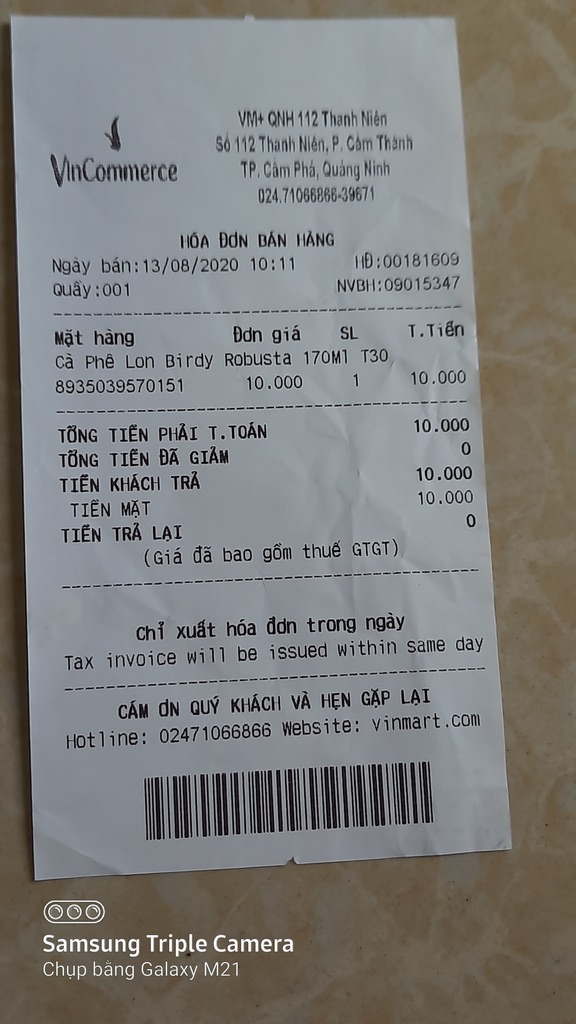 VinCommerce
VM+ QNH 112 Thanh Niên
Số 112 Thanh Niên, P. Cẩm Thành
TP. Cẩm Phả, Quảng Ninh
024.71066866-39671
HÓA ĐƠN BÁN HÀNG
Ngày bán:13/08/2020 10:11 HĐ:00181609
Quầy:001 NVBH:09015347
Mặt hàng Đơn giá SL T.Tiền
Cà Phê Lon Birdy Robusta 170Ml T30
8935039570151 10.000 1 10.000
TỔNG TIỀN PHẢI T.TOÁN 10.000
TỔNG TIỀN ĐÃ GIẢM 0
TIỀN KHÁCH TRẢ 10.000
TIỀN MẶT 10.000
TIỀN TRẢ LẠI 0
(Giá đã bao gồm thuế GTGT)
Chỉ xuất hóa đơn trong ngày
Tax invoice will be issued within same day
CẢM ƠN QUÝ KHÁCH VÀ HẸN GẶP LẠI
Hotline: 02471066866 Website: vinmart.com
Samsung Triple Camera
Chụp bằng Galaxy M21